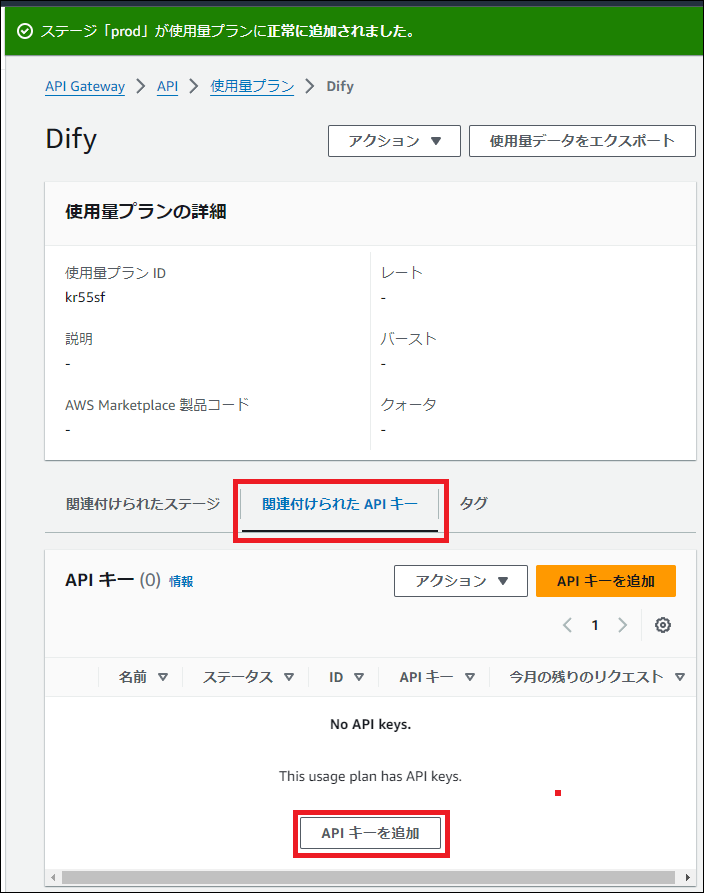 ステージ「prod」が使用量プランに正常に追加されました。
API Gateway > API > 使用量プラン > Dify
Dify
アクション ▼
使用量データをエクスポート
使用量プランの詳細
使用量プラン ID
kr55sf
説明
-
AWS Marketplace 製品コード
-
レート
-
バースト
-
クォータ
-
関連付けられたステージ
関連付けられた API キー
タグ
API キー (0) 情報
アクション ▼
API キーを追加
1
名前 ステータス ID API キー 今月の残りのリクエスト
No API keys.
This usage plan has API keys.
API キーを追加